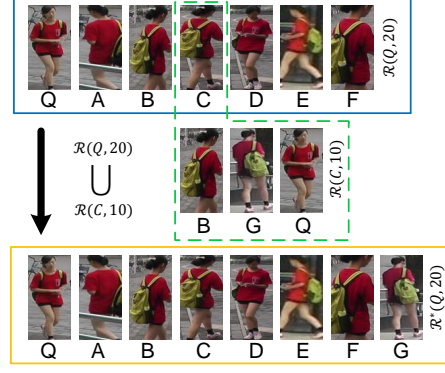 Q A B C D E F
ℛ(Q,20)
ℛ(Q,20)
⋃
ℛ(C,10)
B G Q
ℛ(C,10)
Q A B C D E F G
ℛ*(Q,20)